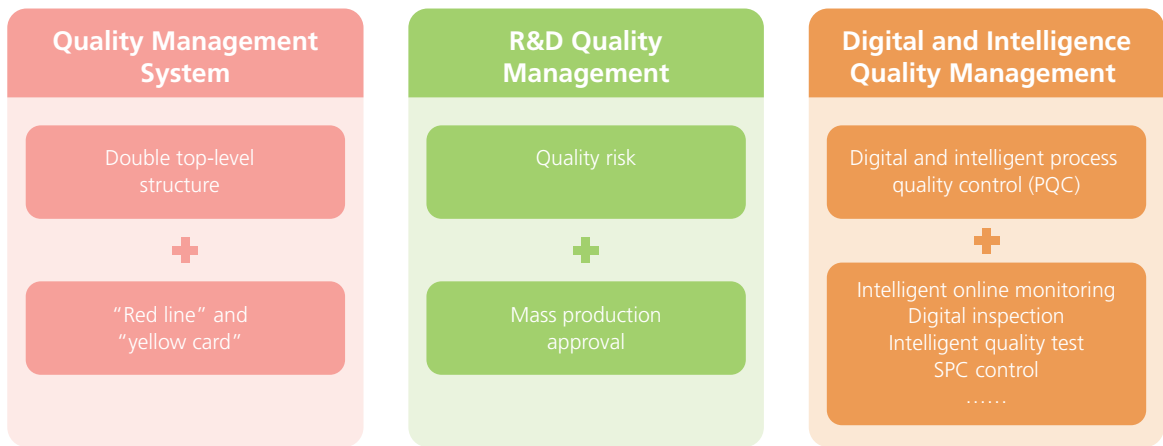 Quality Management
System
Double top-level
structure
“Red line” and
“yellow card”
R&D Quality
Management
Quality risk
Mass production
approval
Digital and Intelligence
Quality Management
Digital and intelligent process
quality control (PQC)
Intelligent online monitoring
Digital inspection
Intelligent quality test
SPC control
……